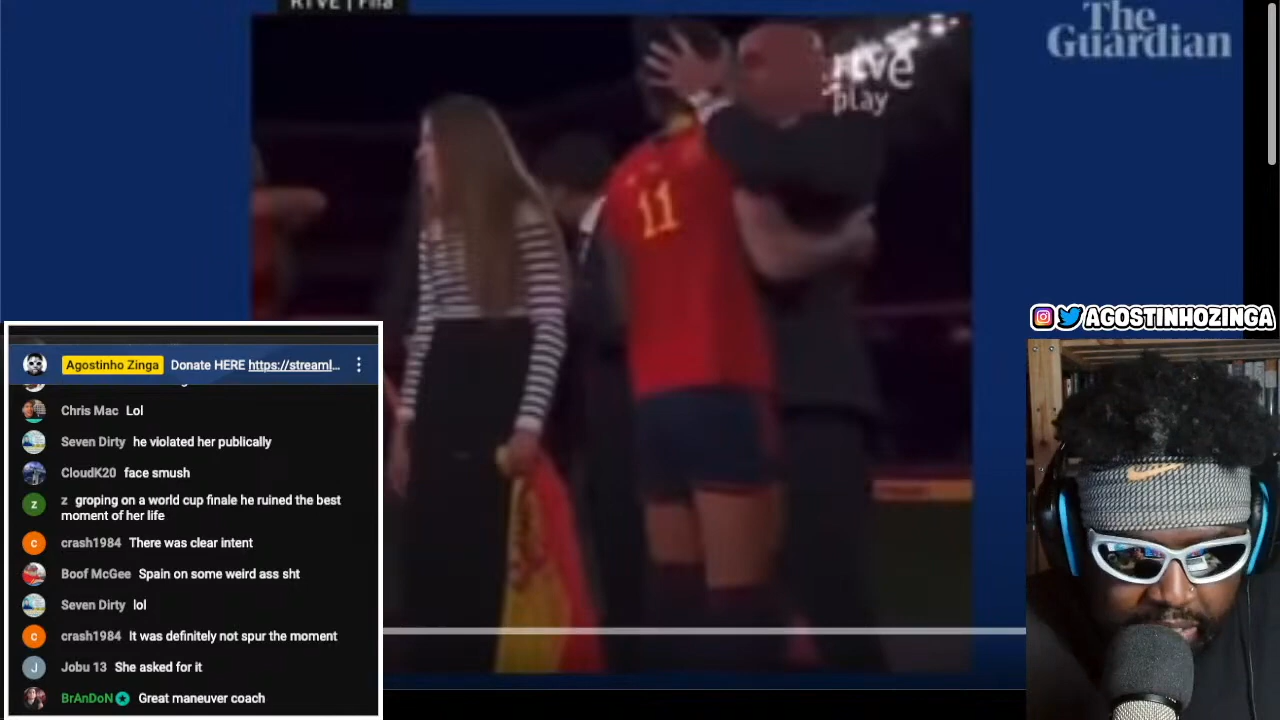 RTVE | Fifa
The
Guardian
rtve
play
11
AGOSTINHOZINGA
Agostinho Zinga Donate HERE https://streaml...
Chris Mac Lol
Seven Dirty he violated her publically
CloudK20 face smush
z groping on a world cup finale he ruined the best
moment of her life
crash1984 There was clear intent
Boof McGee Spain on some weird ass sht
Seven Dirty lol
crash1984 It was definitely not spur the moment
Jobu 13 She asked for it
BrAnDoN Great maneuver coach